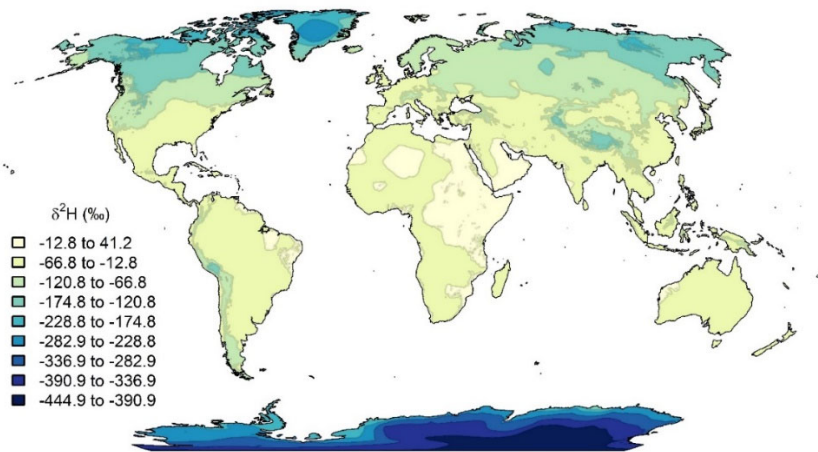 δ²H (‰)
-12.8 to 41.2
-66.8 to -12.8
-120.8 to -66.8
-174.8 to -120.8
-228.8 to -174.8
-282.9 to -228.8
-336.9 to -282.9
-390.9 to -336.9
-444.9 to -390.9